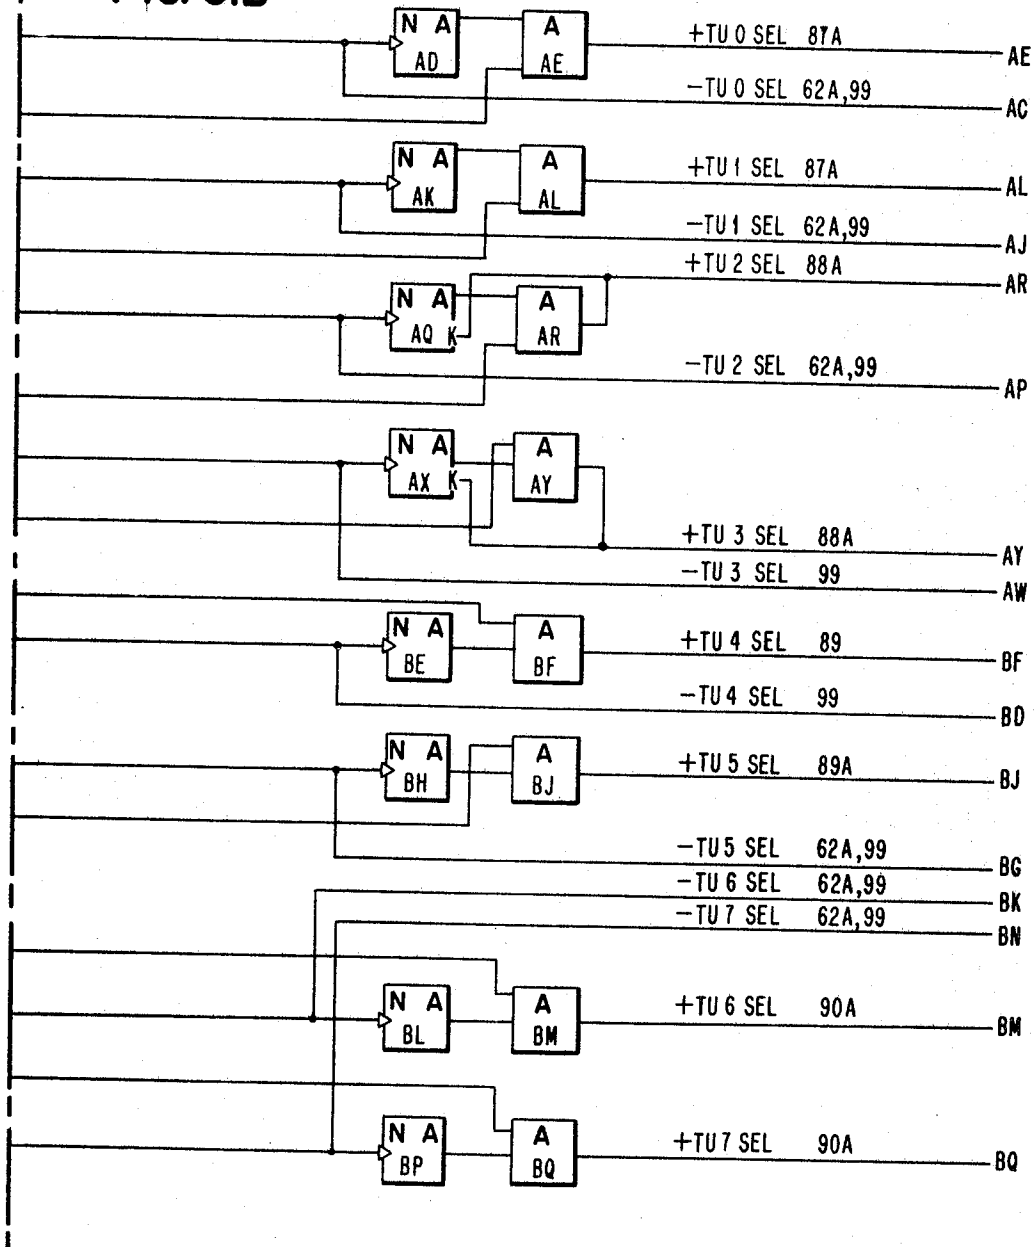 N A
AD
A
AE
+TU 0 SEL 87A
AE
-TU 0 SEL 62A,99
AC
N A
AK
A
AL
+TU 1 SEL 87A
AL
-TU 1 SEL 62A,99
AJ
+TU 2 SEL 88A
AR
N A
AQ K
A
AR
-TU 2 SEL 62A,99
AP
N A
AX K
A
AY
+TU 3 SEL 88A
AY
-TU 3 SEL 99
AW
N A
BE
A
BF
+TU 4 SEL 89
BF
-TU 4 SEL 99
BD
N A
BH
A
BJ
+TU 5 SEL 89A
BJ
-TU 5 SEL 62A,99
BG
-TU 6 SEL 62A,99
BK
-TU 7 SEL 62A,99
BN
N A
BL
A
BM
+TU 6 SEL 90A
BM
N A
BP
A
BQ
+TU 7 SEL 90A
BQ